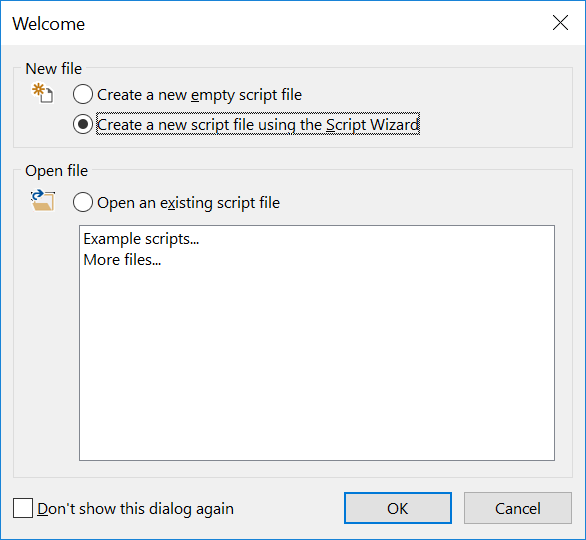 Welcome
New file
Create a new empty script file
Create a new script file using the Script Wizard
Open file
Open an existing script file
Example scripts...
More files...
Don't show this dialog again
OK
Cancel